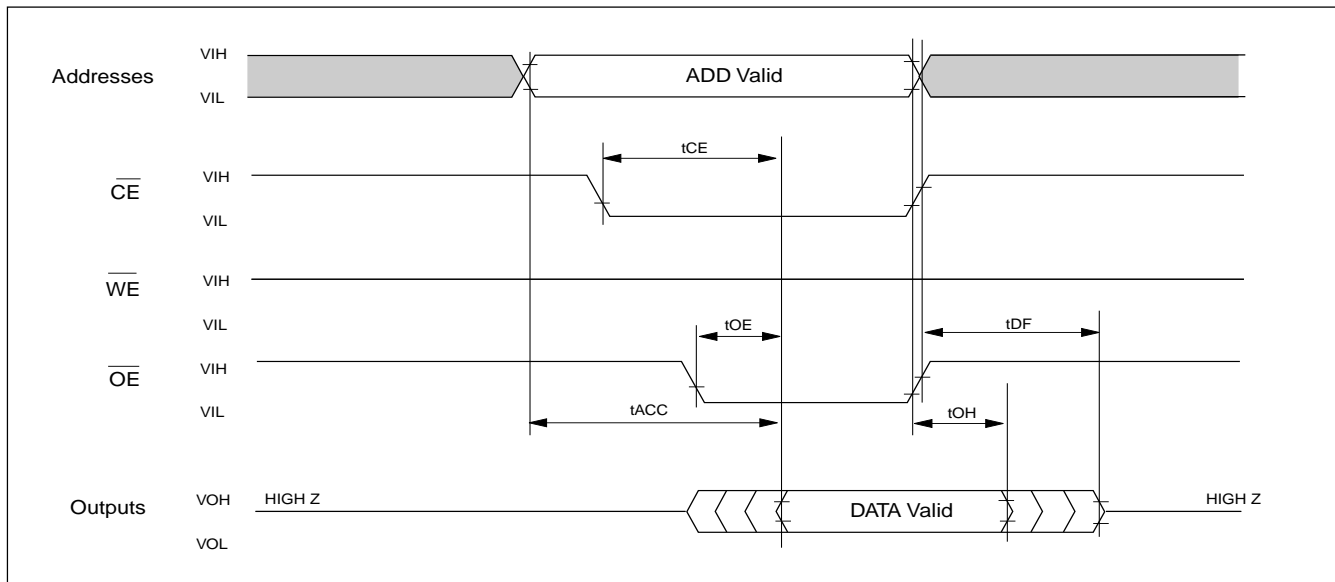 VIH
Addresses
ADD Valid
VIL
tCE
VIH
CE
VIL
WE
VIH
VIL
tOE
tDF
VIH
OE
VIL
tACC
tOH
VOH
HIGH Z
HIGH Z
Outputs
DATA Valid
VOL